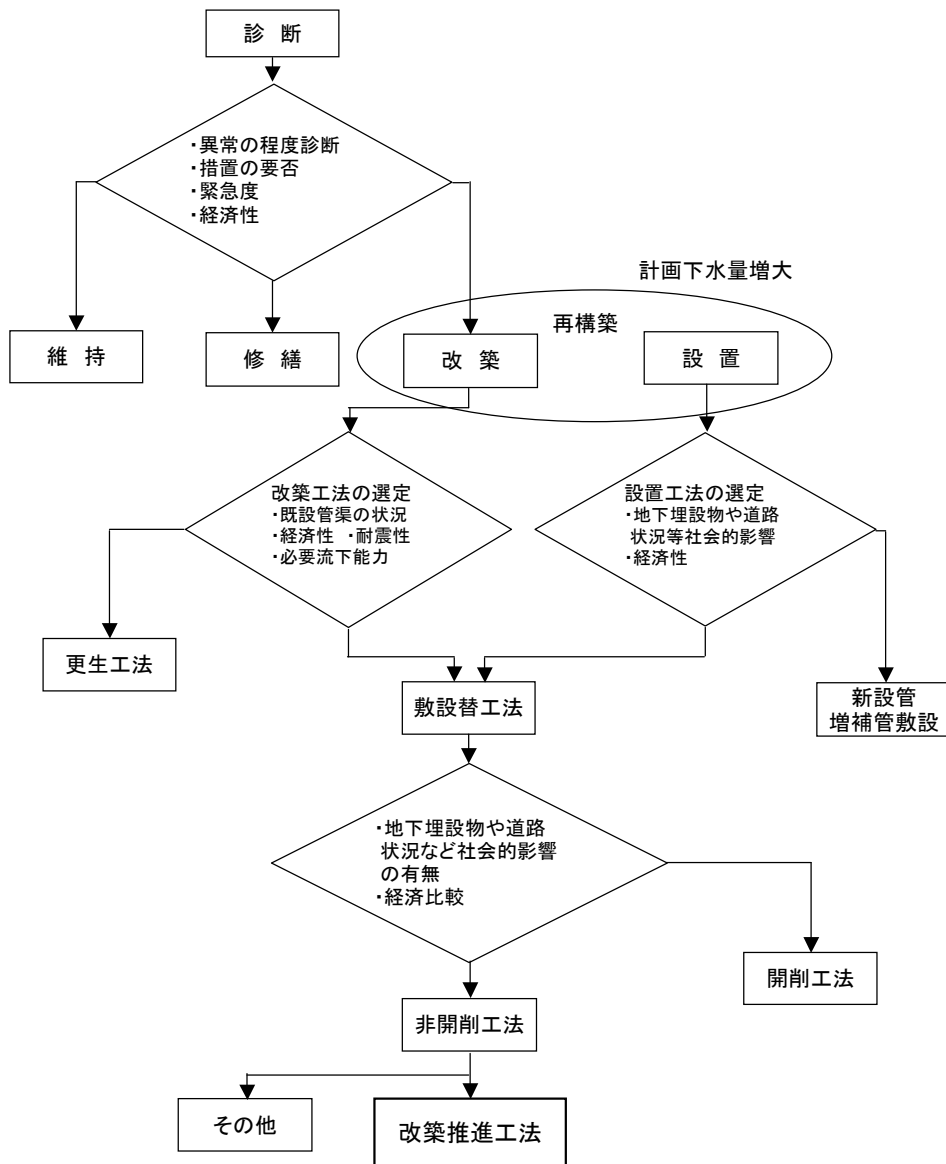 診 断
・異常の程度診断
・措置の要否
・緊急度
・経済性
計画下水量増大
再構築
維 持
修 繕
改 築
設 置
改築工法の選定
・既設管渠の状況
・経済性 ・耐震性
・必要流下能力
設置工法の選定
・地下埋設物や道路
状況等社会的影響
・経済性
更生工法
敷設替工法
新設管
増補管敷設
・地下埋設物や道路
状況など社会的影響
の有無
・経済比較
開削工法
非開削工法
その他
改築推進工法